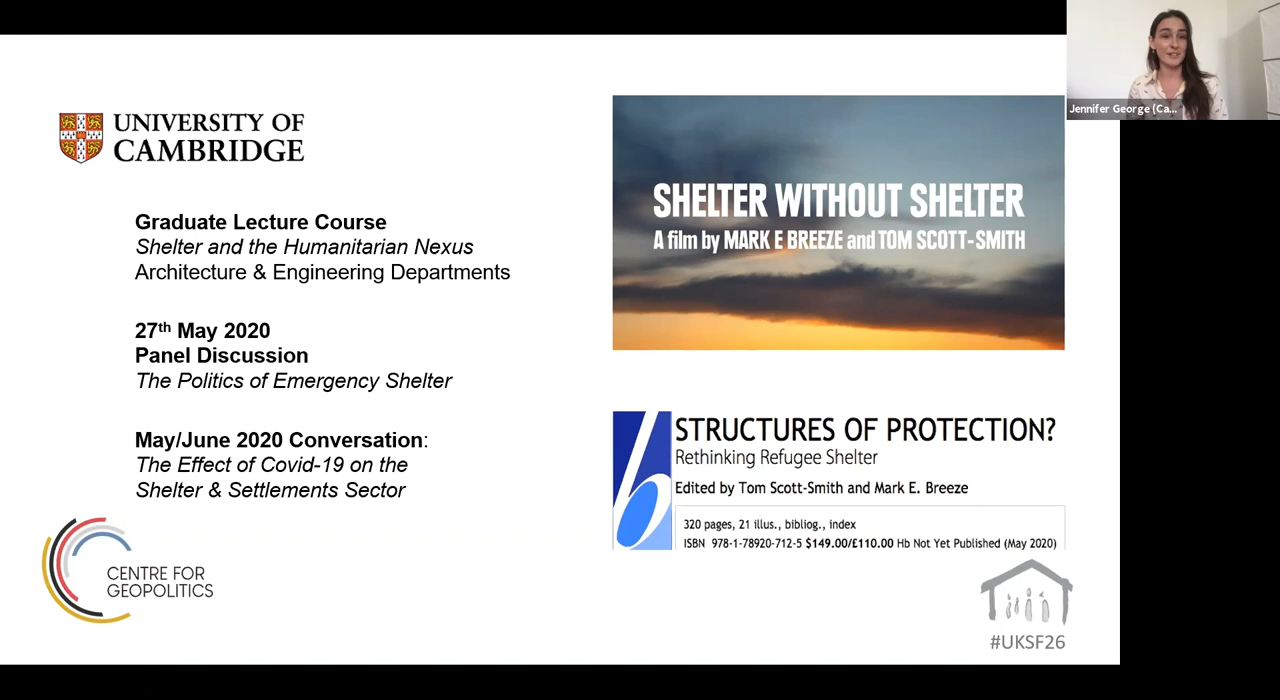 UNIVERSITY OF
CAMBRIDGE
Graduate Lecture Course
Shelter and the Humanitarian Nexus
Architecture & Engineering Departments
27th May 2020
Panel Discussion
The Politics of Emergency Shelter
May/June 2020 Conversation:
The Effect of Covid-19 on the
Shelter & Settlements Sector
CENTRE FOR
GEOPOLITICS
SHELTER WITHOUT SHELTER
A film by MARK E BREEZE and TOM SCOTT-SMITH
b
STRUCTURES OF PROTECTION?
Rethinking Refugee Shelter
Edited by Tom Scott-Smith and Mark E. Breeze
320 pages, 21 illus., bibliog., index
ISBN 978-1-78920-712-5 $149.00/£110.00 Hb Not Yet Published (May 2020)
#UKSF26
Jennifer George (Ca...